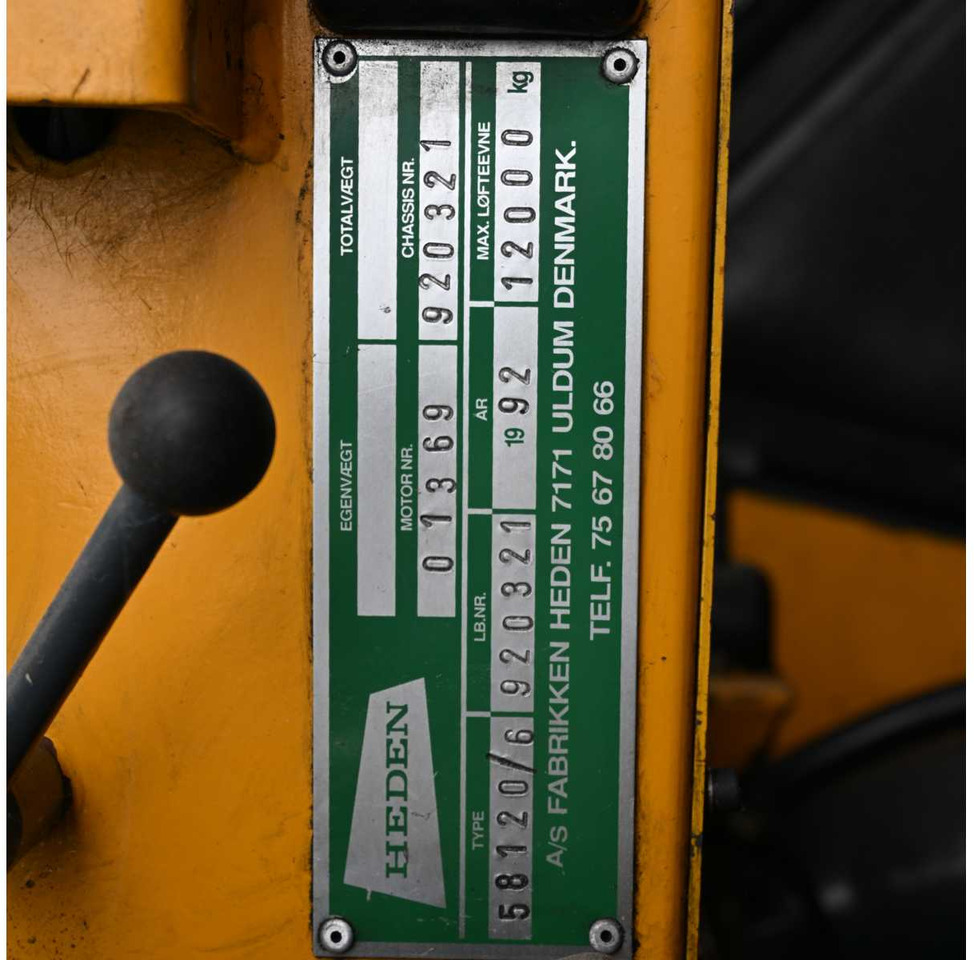 HEDEN
EGENVÆGT TOTALVÆGT
MOTOR NR. CHASSIS NR.
01369 920321
TYPE LB.NR. ÅR MAX. LØFTEEVNE
58120/6 920321 1992 12000 kg
A/S FABRIKKEN HEDEN 7171 ULDUM DENMARK.
TELF. 75 67 80 66